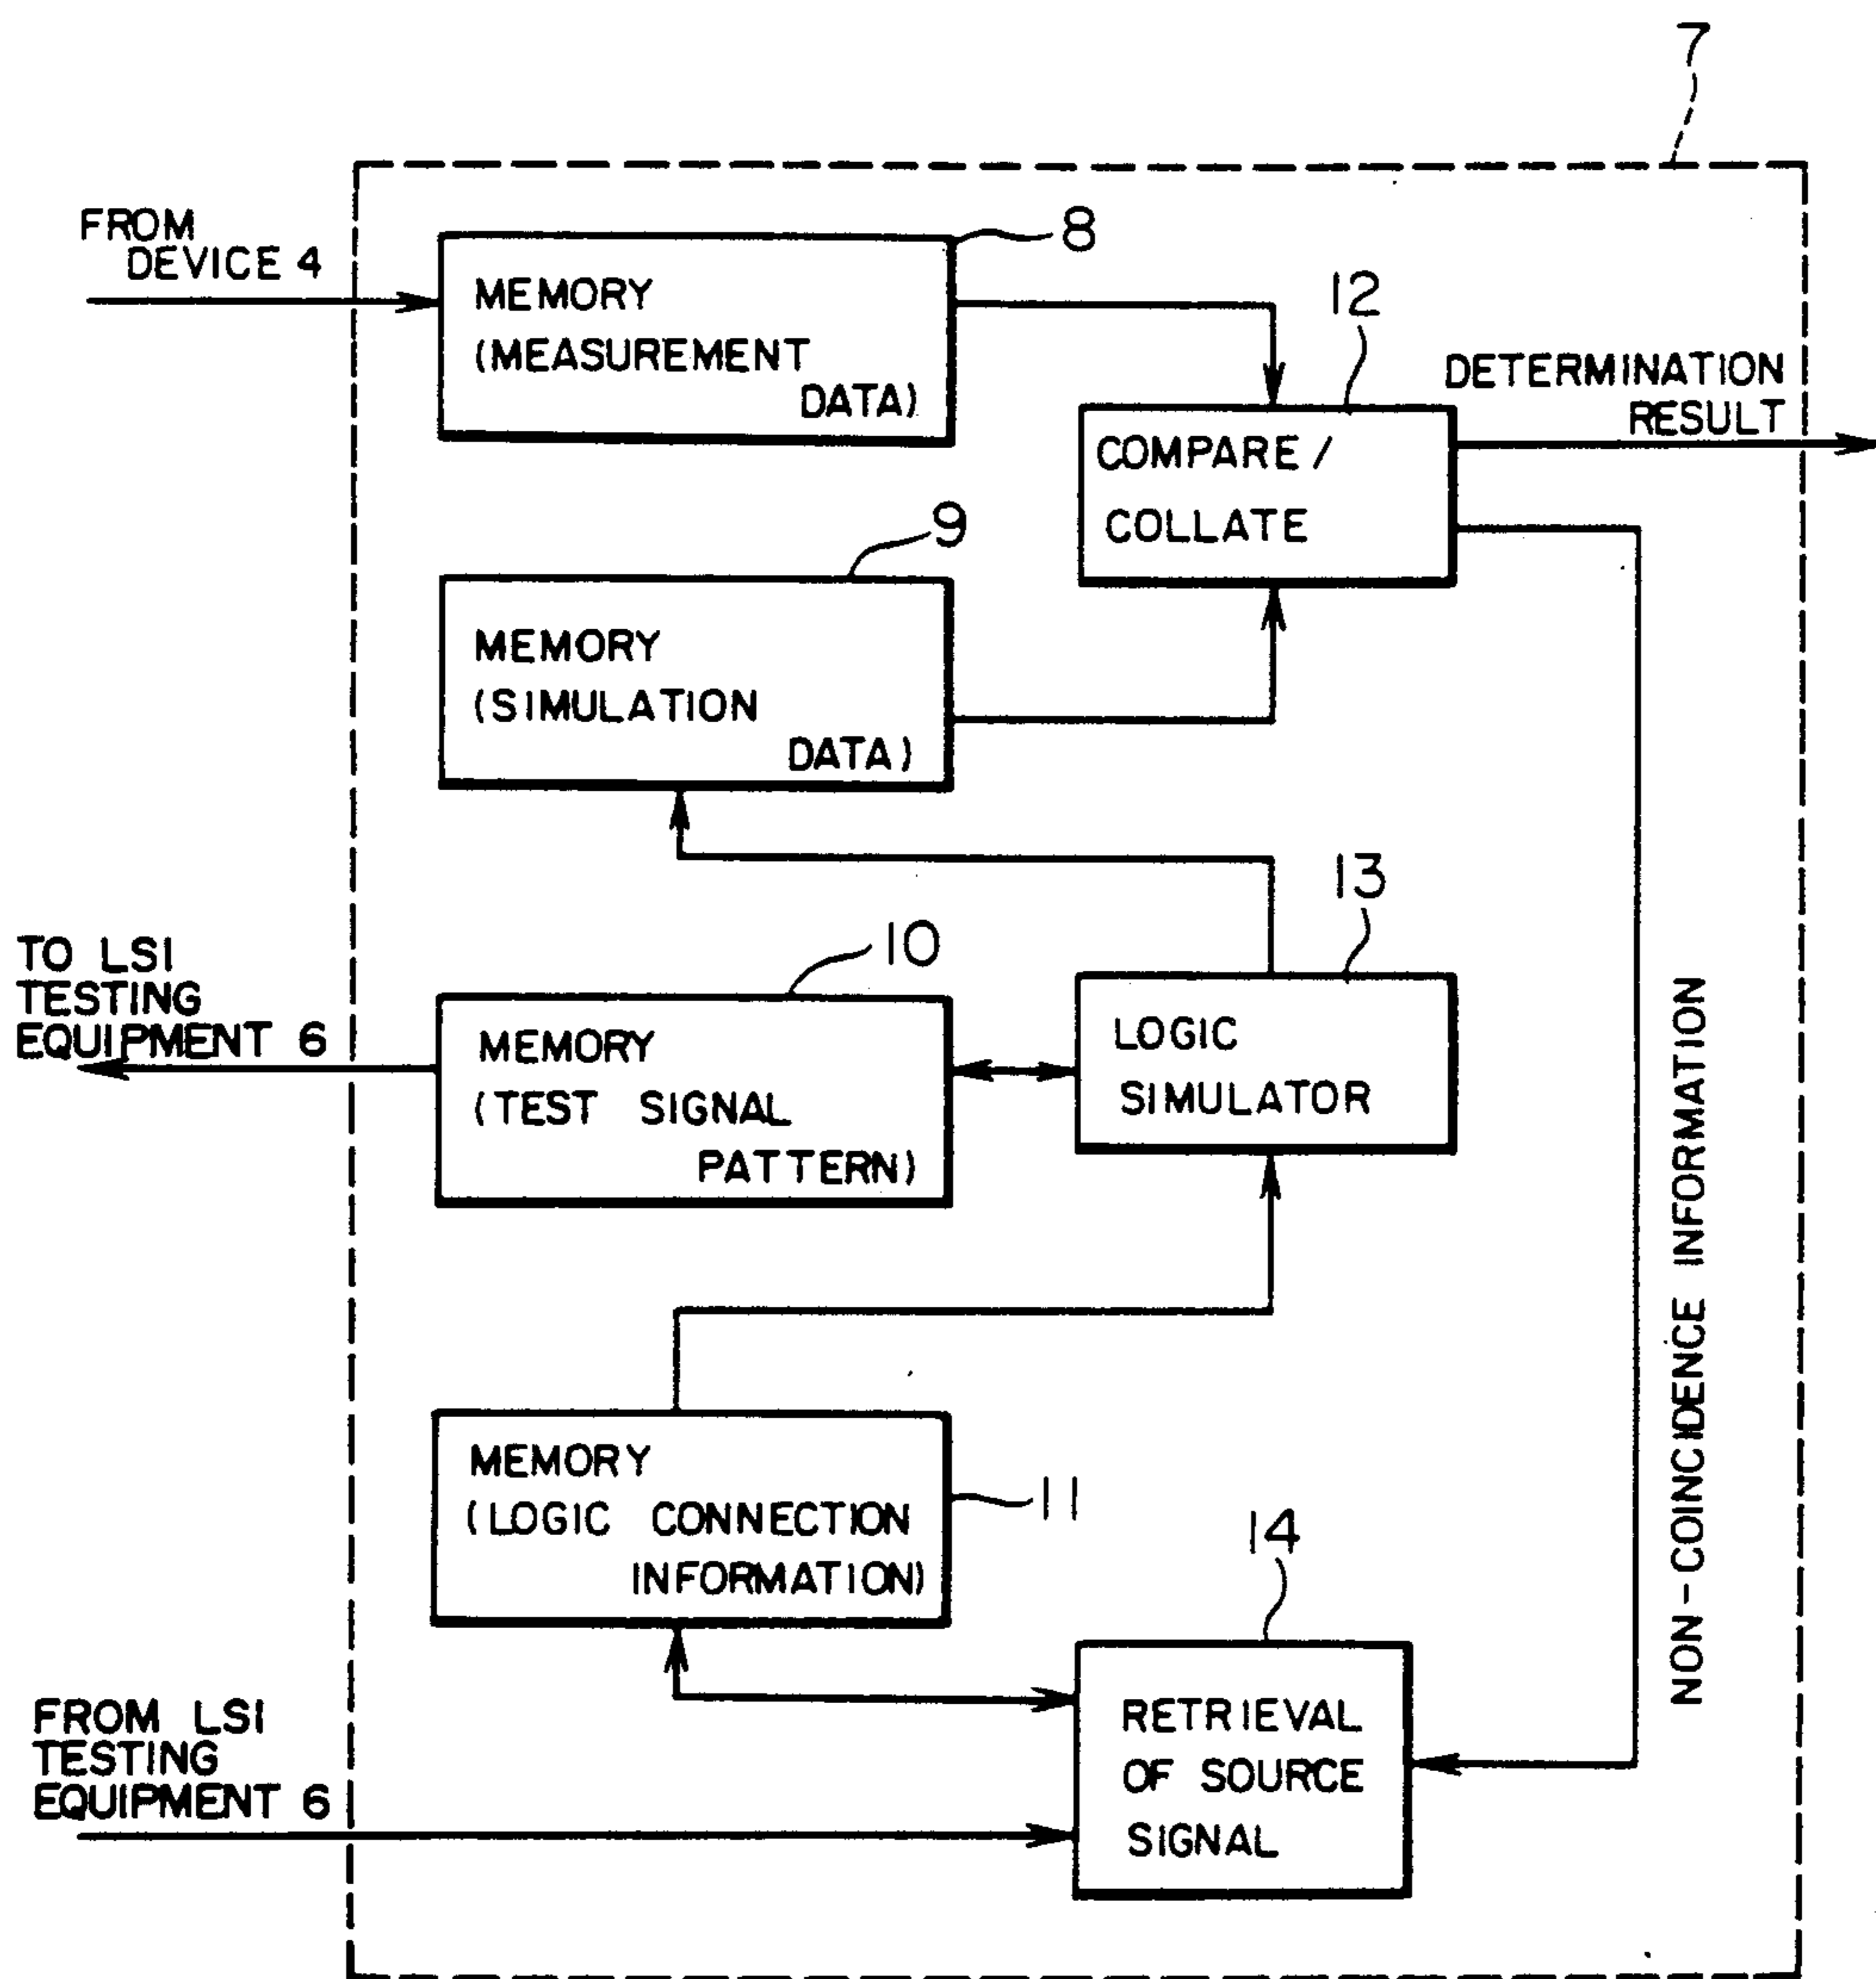 7
FROM
DEVICE 4
8
MEMORY
(MEASUREMENT
DATA)
12
DETERMINATION
RESULT
COMPARE /
COLLATE
9
MEMORY
(SIMULATION
DATA)
13
TO LSI
TESTING
EQUIPMENT 6
10
MEMORY
(TEST SIGNAL
PATTERN)
LOGIC
SIMULATOR
NON-COINCIDENCE INFORMATION
MEMORY
(LOGIC CONNECTION
INFORMATION)
11
14
FROM LSI
TESTING
EQUIPMENT 6
RETRIEVAL
OF SOURCE
SIGNAL